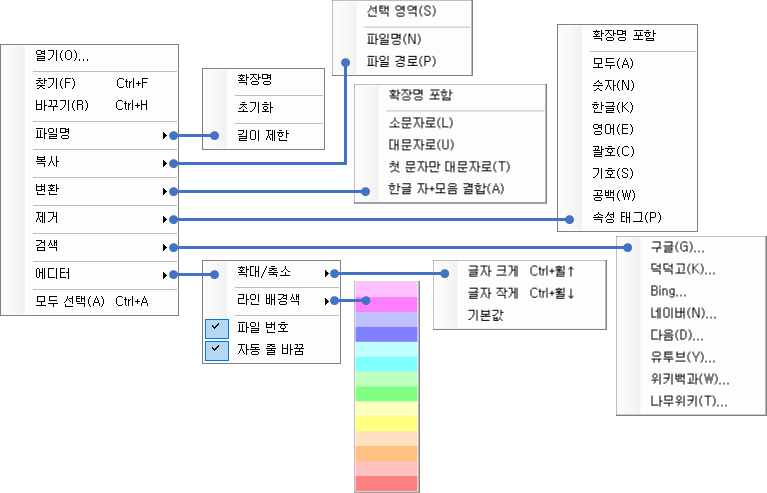 열기(O)...
찾기(F) Ctrl+F
바꾸기(R) Ctrl+H
파일명
복사
변환
제거
검색
에디터
모두 선택(A) Ctrl+A
확장명
초기화
길이 제한
선택 영역(S)
파일명(N)
파일 경로(P)
확장명 포함
소문자로(L)
대문자로(U)
첫 문자만 대문자로(T)
한글 자+모음 결합(A)
확장명 포함
모두(A)
숫자(N)
한글(K)
영어(E)
괄호(C)
기호(S)
공백(W)
속성 태그(P)
구글(G)...
덕덕고(K)...
Bing...
네이버(N)...
다음(D)...
유투브(Y)...
위키백과(W)...
나무위키(T)...
확대/축소
라인 배경색
파일 번호
자동 줄 바꿈
글자 크게 Ctrl+휠↑
글자 작게 Ctrl+휠↓
기본값